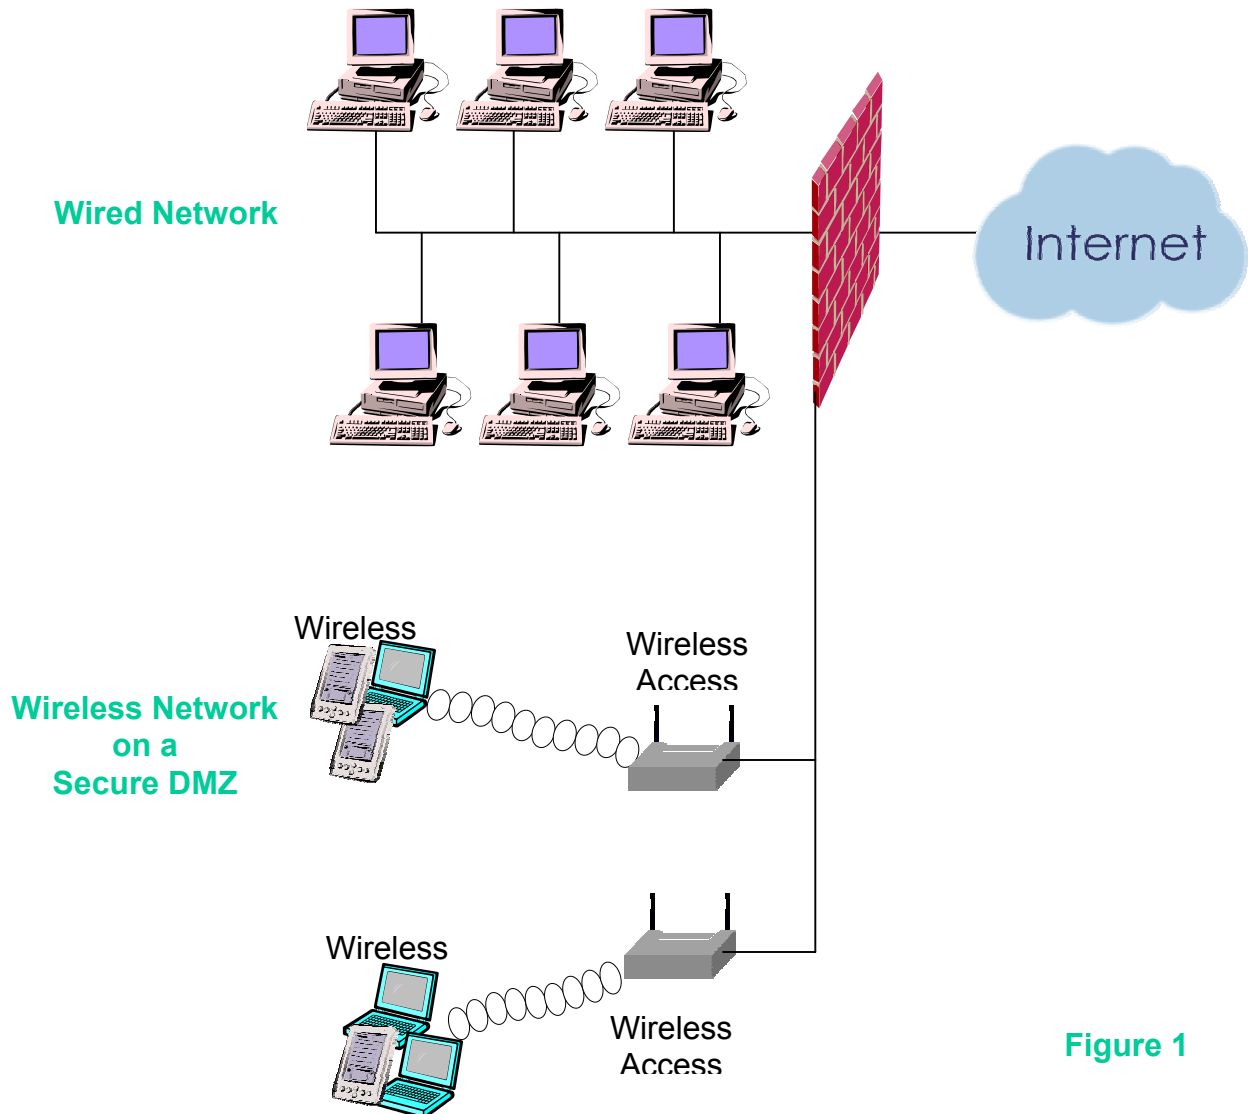 Wired Network
Internet
Wireless
Wireless
Access
Wireless Network
on a
Secure DMZ
Wireless
Wireless
Access
Figure 1